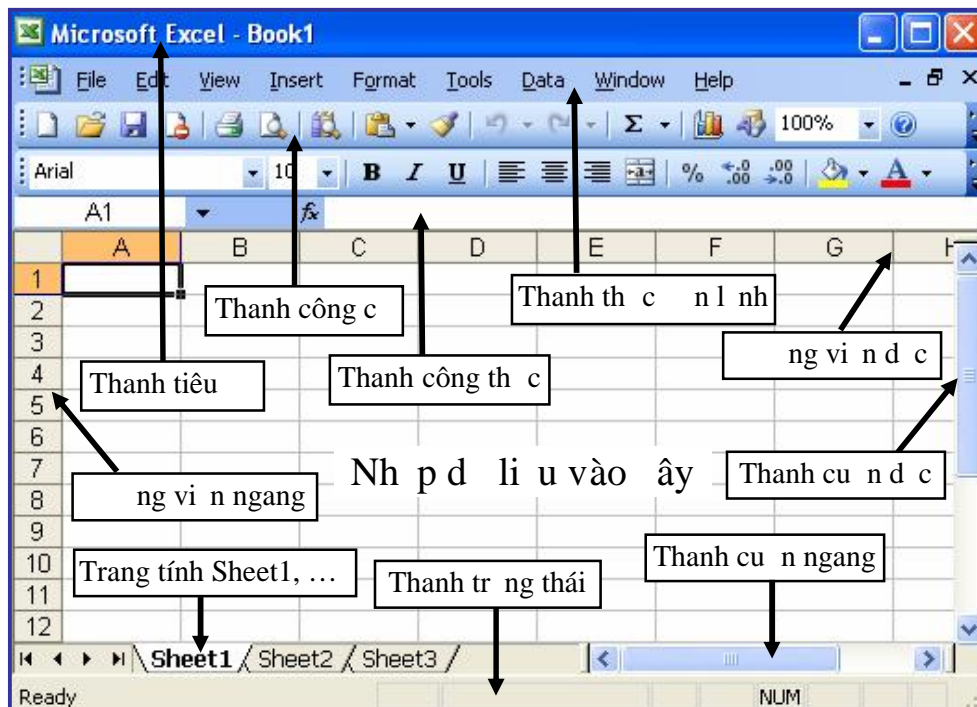 Microsoft Excel - Book1
File Edit View Insert Format Tools Data Window Help
100%
Arial 10 B I U % .00 .00
A1 fx
A B C D E F G H
1
2 Thanh công c Thanh th c n l nh
3 ng vi n d c
4 Thanh tiêu Thanh công th c
5
6
7 Nh p d li u vào ây Thanh cu n d c
8 ng vi n ngang
9
10 Trang tính Sheet1, … Thanh cu n ngang
11 Thanh tr ng thái
12
Sheet1 Sheet2 Sheet3
Ready NUM